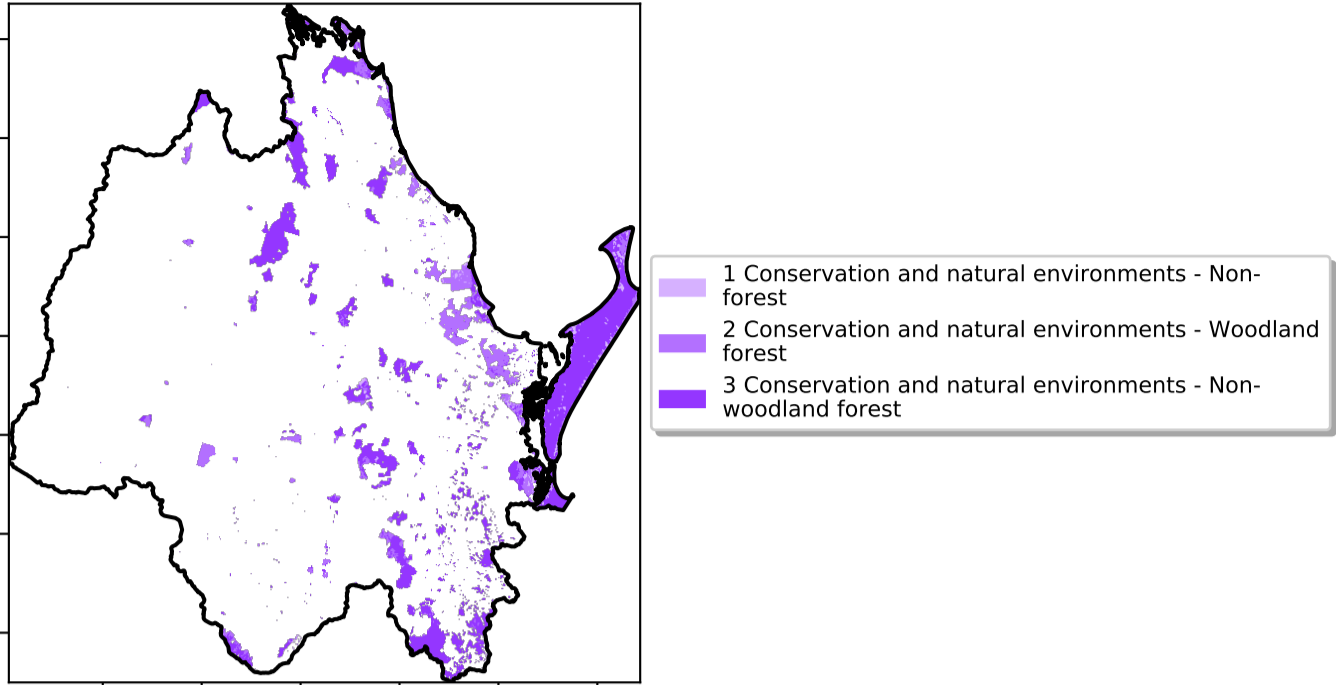 1 Conservation and natural environments - Non-
forest
2 Conservation and natural environments - Woodland
forest
3 Conservation and natural environments - Non-
woodland forest